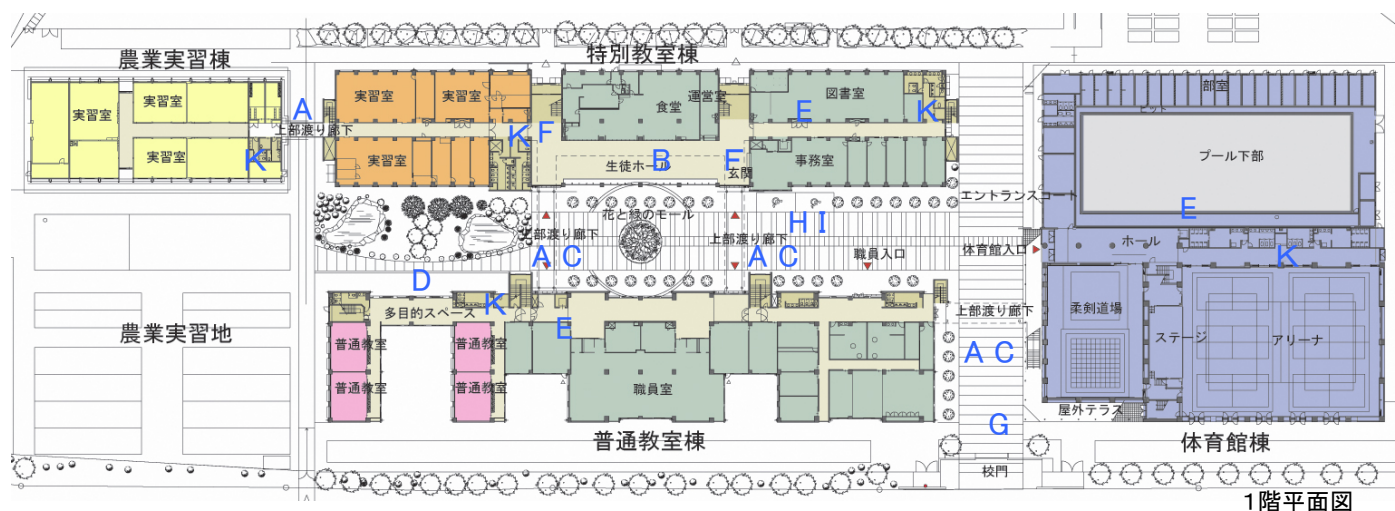 農業実習棟
特別教室棟
実習室
実習室
実習室
実習室
実習室
実習室
A
上部渡り廊下
K
K
F
食堂
運営室
B
生徒ホール
F
玄関
図書室
E
K
事務室
部室
ピット
プール下部
エントランスコート
E
花と緑のモール
上部渡り廊下
A C
上部渡り廊下
A C
H I
職員入口
体育館入口
ホール
K
D
多目的スペース
K
E
普通教室
普通教室
普通教室
普通教室
職員室
農業実習地
上部渡り廊下
A C
柔剣道場
ステージ
アリーナ
屋外テラス
G
普通教室棟
体育館棟
校門
1階平面図